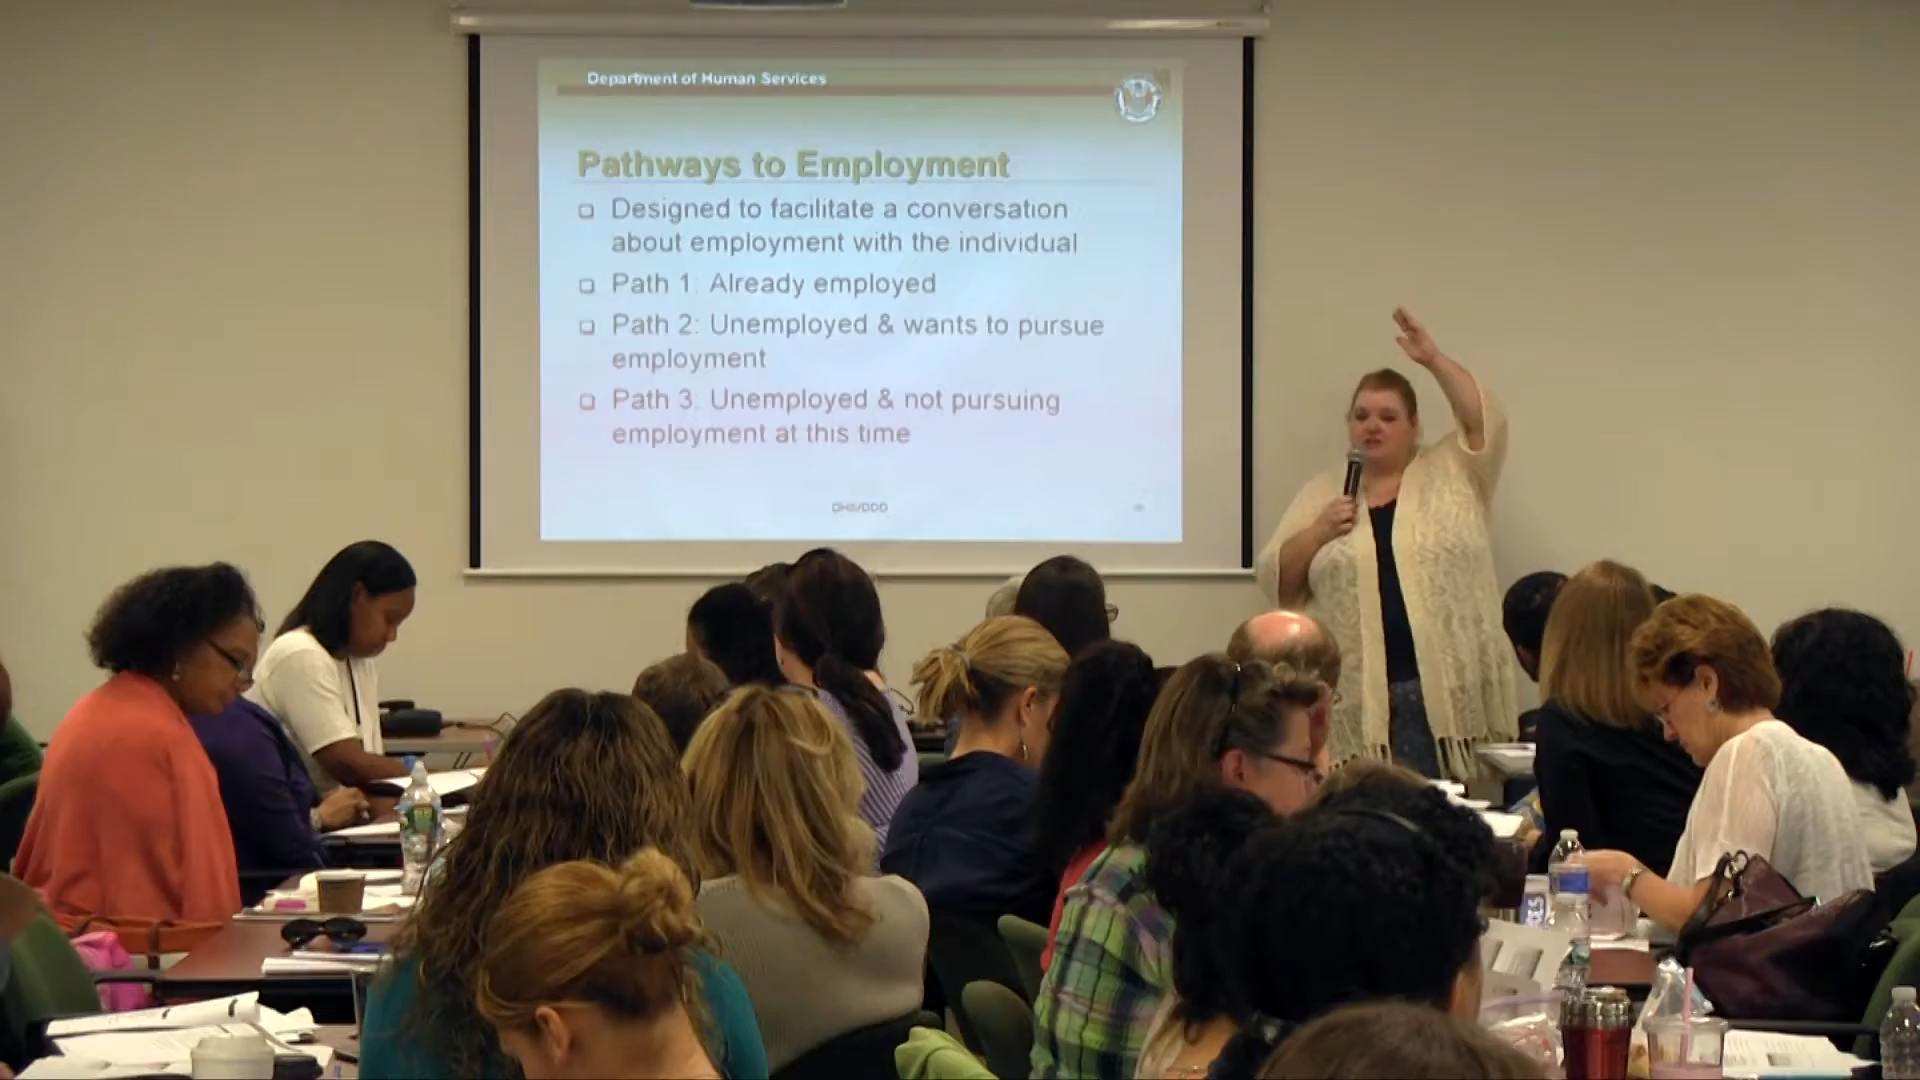 Department of Human Services
Pathways to Employment
Designed to facilitate a conversation
about employment with the individual
Path 1: Already employed
Path 2: Unemployed & wants to pursue
employment
Path 3: Unemployed & not pursuing
employment at this time
DHS/DDD